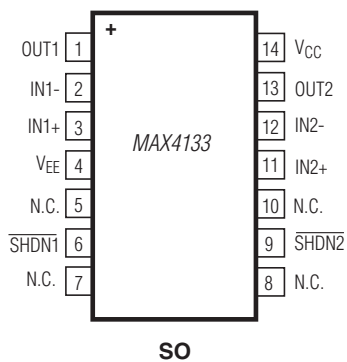 +
OUT1 1
IN1- 2
IN1+ 3
VEE 4
N.C. 5
SHDN1 6
N.C. 7
MAX4133
14 VCC
13 OUT2
12 IN2-
11 IN2+
10 N.C.
9 SHDN2
8 N.C.
SO